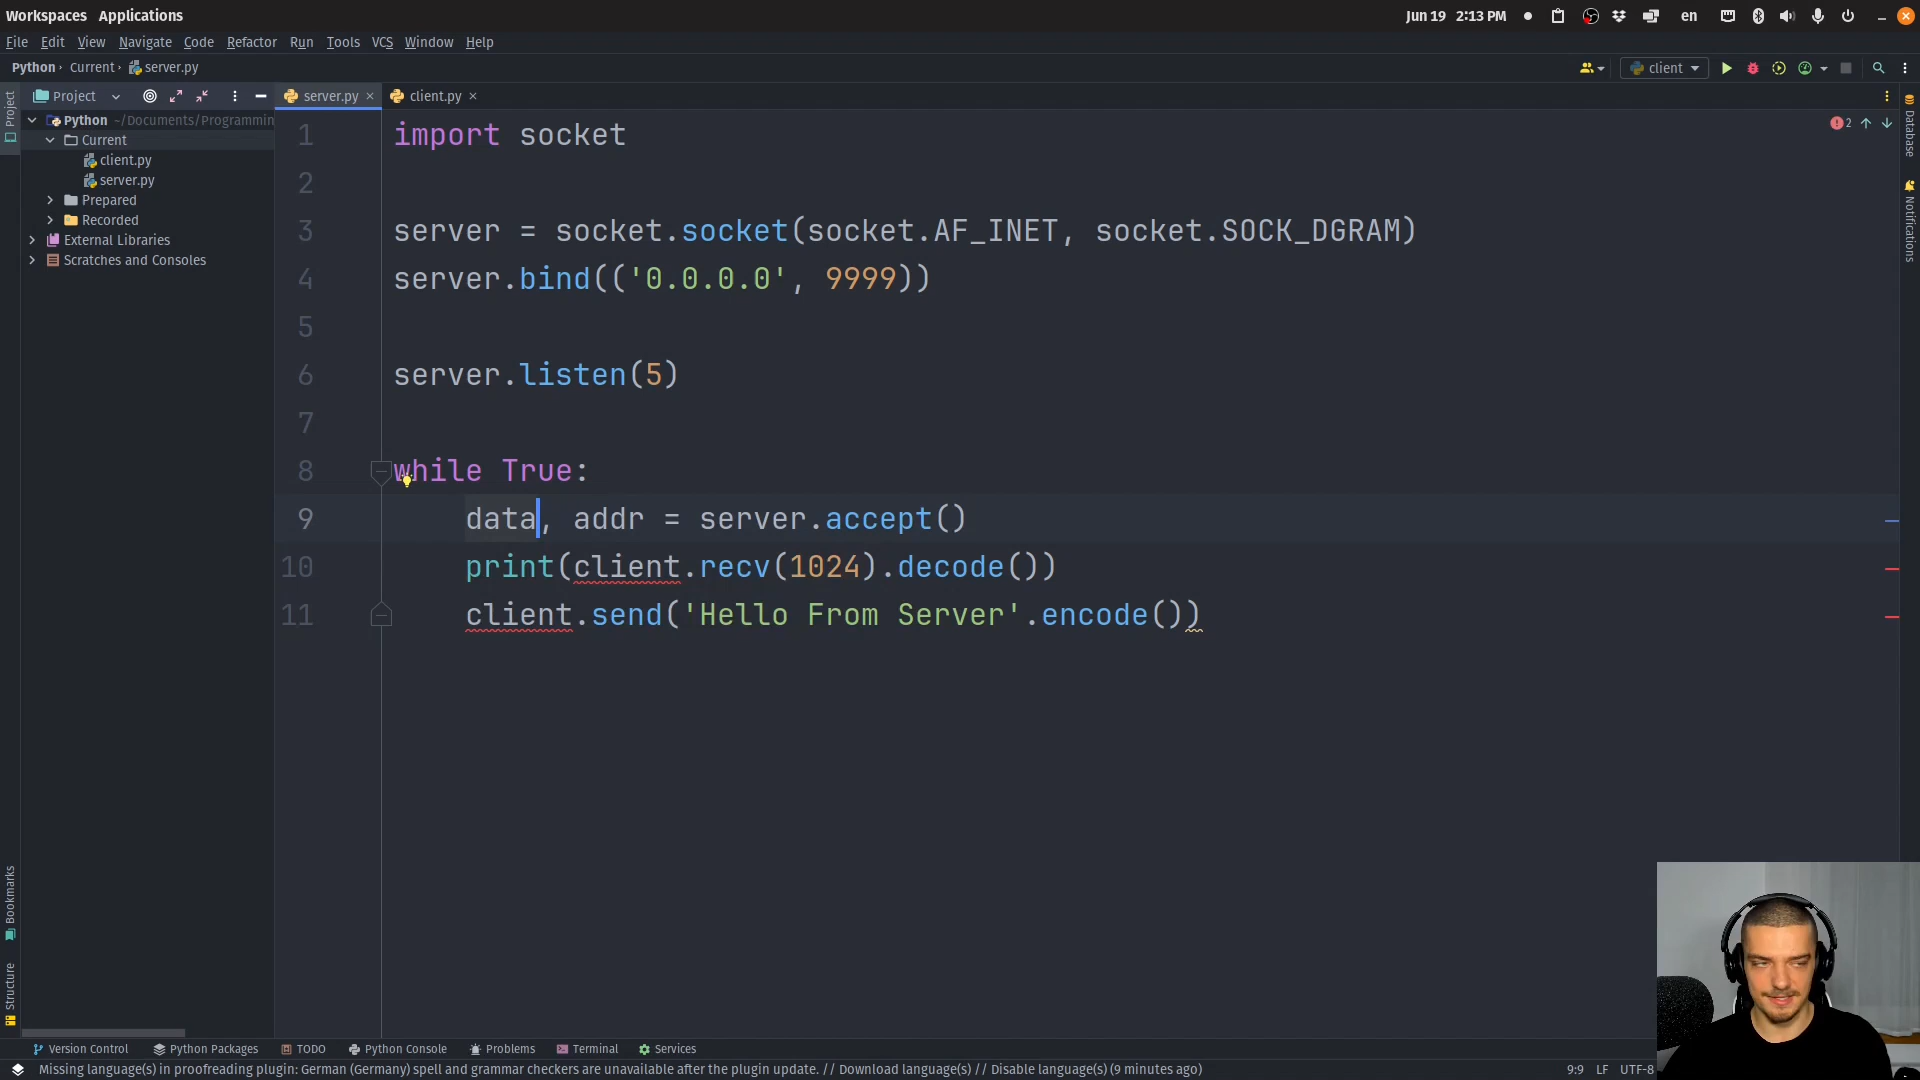 Workspaces Applications
Jun 19 2:13 PM en
File Edit View Navigate Code Refactor Run Tools VCS Window Help
Python Current server.py
client
Project
server.py client.py
Python ~/Documents/Programmin
Current
client.py
server.py
Prepared
Recorded
External Libraries
Scratches and Consoles
1 import socket
2
3 server = socket.socket(socket.AF_INET, socket.SOCK_DGRAM)
4 server.bind(('0.0.0.0', 9999))
5
6 server.listen(5)
7
8 while True:
9 data, addr = server.accept()
10 print(client.recv(1024).decode())
11 client.send('Hello From Server'.encode())
2
Project
Bookmarks
Structure
Database
Notifications
Version Control Python Packages TODO Python Console Problems Terminal Services
Missing language(s) in proofreading plugin: German (Germany) spell and grammar checkers are unavailable after the plugin update. // Download language(s) // Disable language(s) (9 minutes ago)
9:9 LF UTF-8